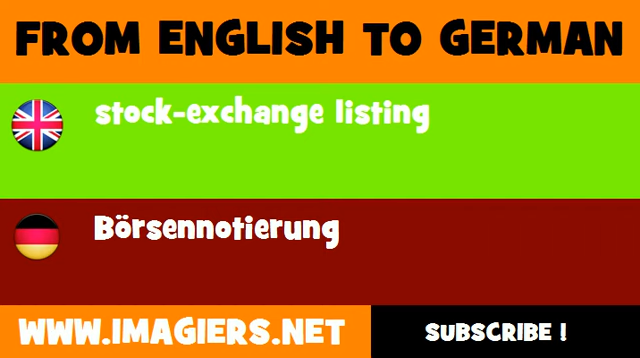 FROM ENGLISH TO GERMAN
stock-exchange listing
Börsennotierung
WWW.IMAGIERS.NET
SUBSCRIBE !